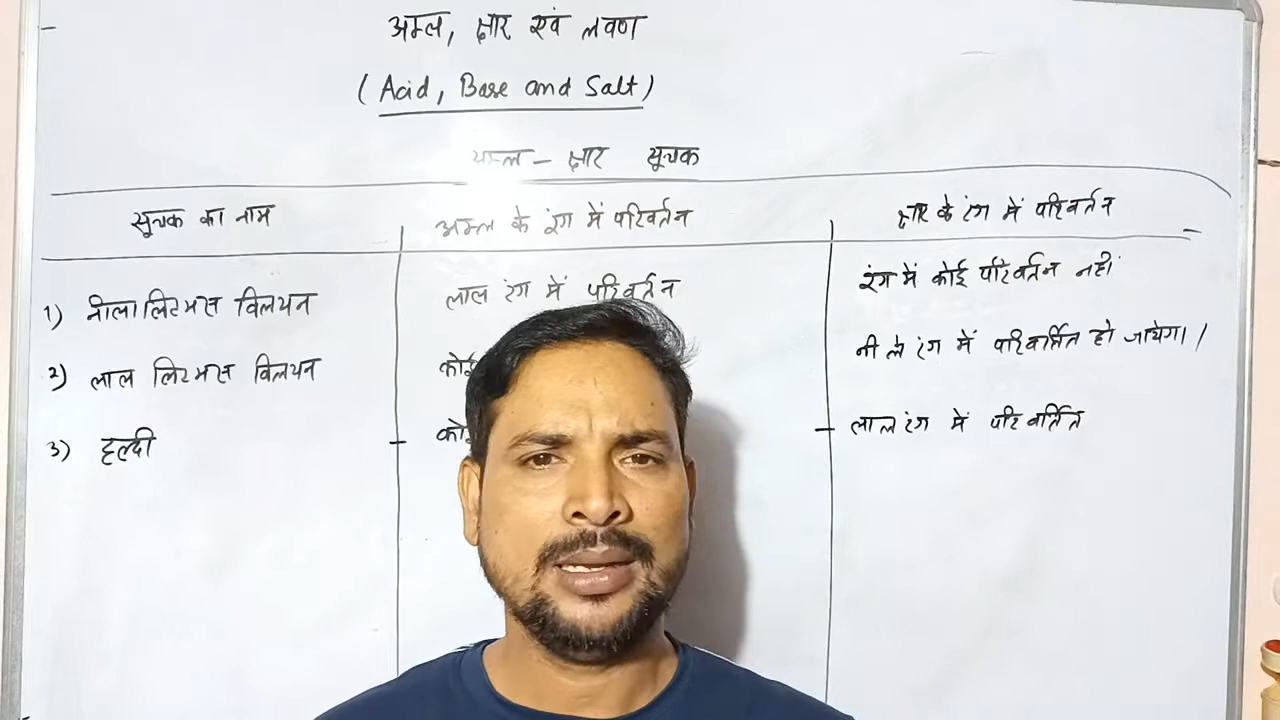 अम्ल, क्षार एवं लवण
(Acid, Base and Salt)
अम्ल - क्षार सूचक
सूचक का नाम
अम्ल के रंग में परिवर्तन
क्षार के रंग में परिवर्तन
1) नीला लिटमस विलयन
लाल रंग में परिवर्तन
रंग में कोई परिवर्तन नहीं
2) लाल लिटमस विलयन
कोई
नीले रंग में परिवर्तित हो जायेगा।
3) हल्दी
कोई
लाल रंग में परिवर्तित